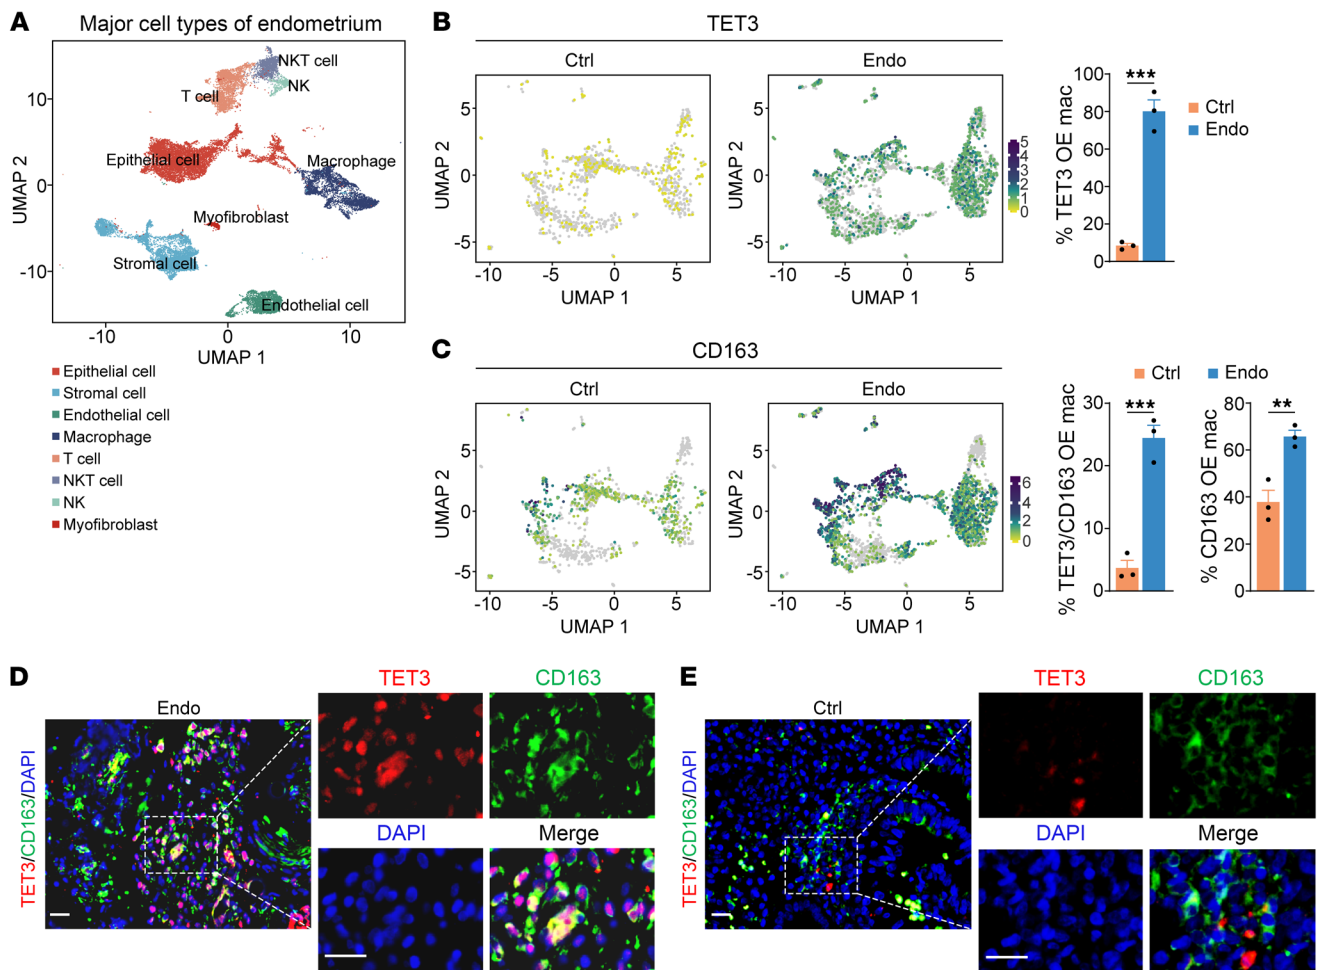 A
Major cell types of endometrium
NKT cell
NK
T cell
Epithelial cell
Macrophage
Myofibroblast
Stromal cell
Endothelial cell
10
0
-10
UMAP 2
-10
0
10
UMAP 1
Epithelial cell
Stromal cell
Endothelial cell
Macrophage
T cell
NKT cell
NK
Myofibroblast
B
TET3
Ctrl
Endo
5
0
-5
UMAP 2
-10
-5
0
5
UMAP 1
5
0
-5
UMAP 2
-10
-5
0
5
UMAP 1
5
4
3
2
1
0
% TET3 OE mac
100
80
60
40
20
0
***
Ctrl
Endo
C
CD163
Ctrl
Endo
5
0
-5
UMAP 2
-10
-5
0
5
UMAP 1
5
0
-5
UMAP 2
-10
-5
0
5
UMAP 1
6
4
2
0
Ctrl
Endo
% TET3/CD163 OE mac
30
20
10
0
***
% CD163 OE mac
80
60
40
20
0
**
D
Endo
TET3/CD163/DAPI
TET3
CD163
DAPI
Merge
E
Ctrl
TET3/CD163/DAPI
TET3
CD163
DAPI
Merge